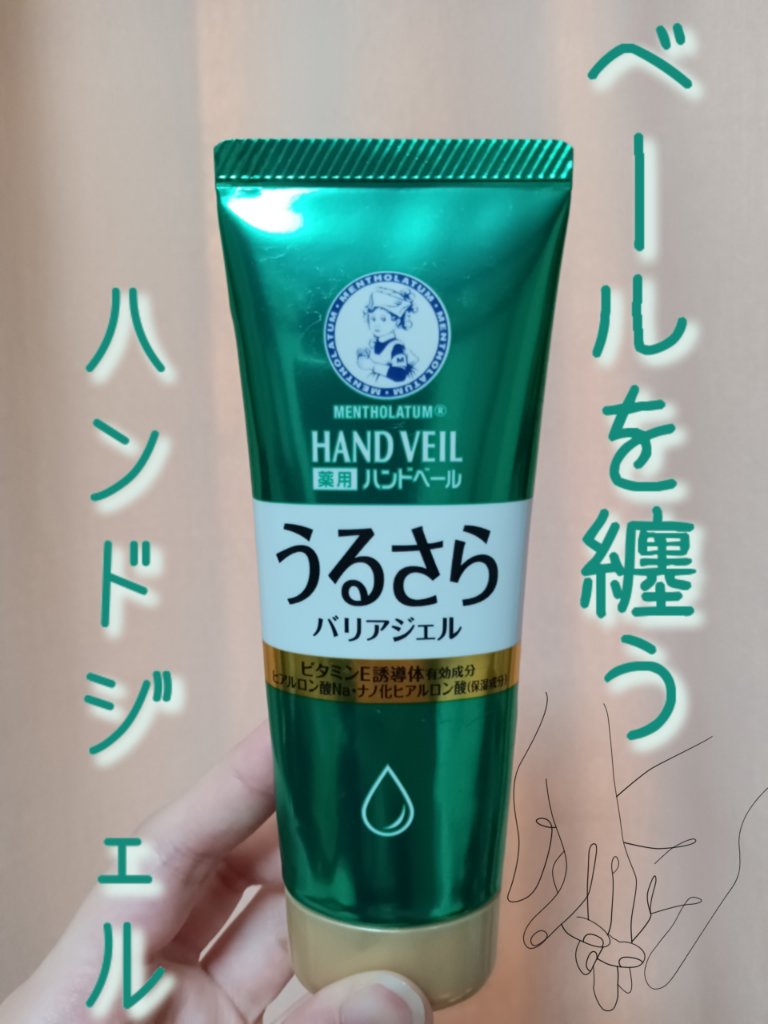 ベールを纏う
ハンドジェル
MENTHOLATUM・MENTHOLATUM・MENTHOLATUM
MENTHOLATUM®
HAND VEIL
薬用 ハンドベール
うるさら
バリアジェル
ビタミンE誘導体 有効成分
ヒアルロン酸Na・ナノ化ヒアルロン酸(保湿成分)